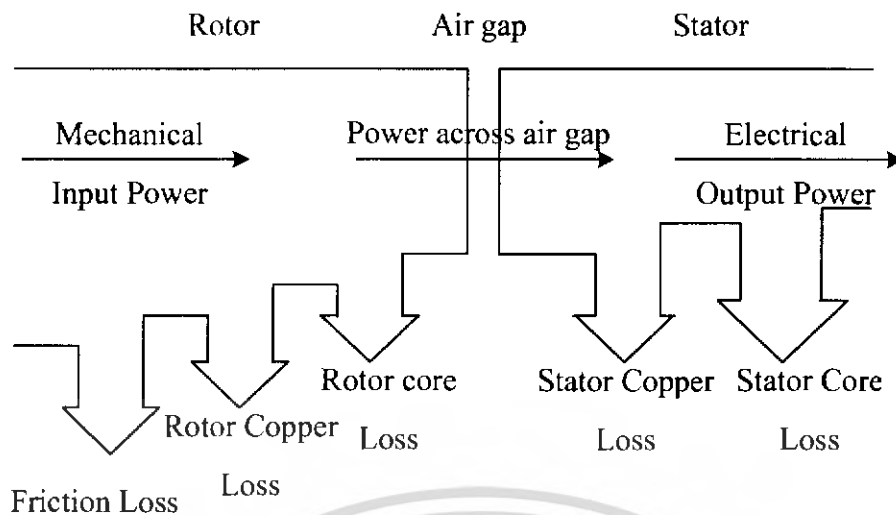 Rotor
Air gap
Stator
Mechanical
Input Power
Power across air gap
Electrical
Output Power
Friction Loss
Rotor Copper
Loss
Rotor core
Loss
Stator Copper
Loss
Stator Core
Loss